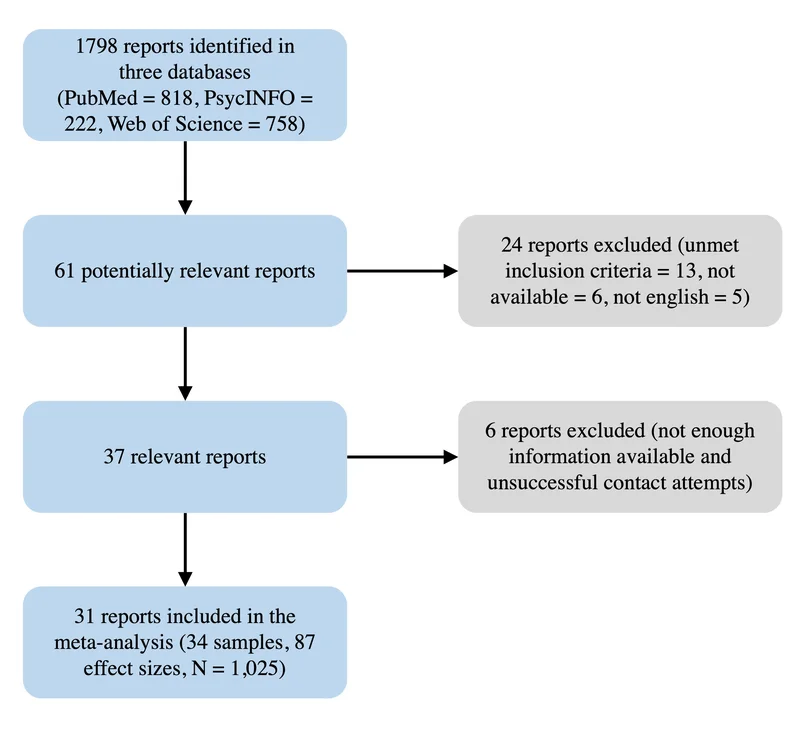 1798 reports identified in
three databases
(PubMed = 818, PsycINFO =
222, Web of Science = 758)
61 potentially relevant reports
24 reports excluded (unmet
inclusion criteria = 13, not
available = 6, not english = 5)
37 relevant reports
6 reports excluded (not enough
information available and
unsuccessful contact attempts)
31 reports included in the
meta-analysis (34 samples, 87
effect sizes, N = 1,025)